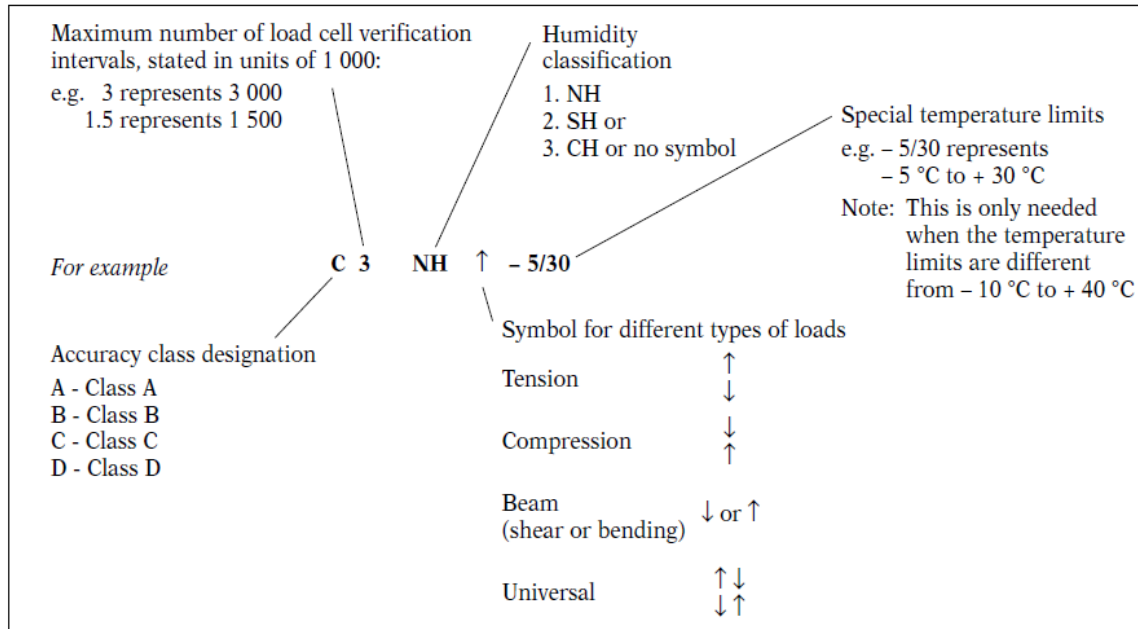 Maximum number of load cell verification
intervals, stated in units of 1 000:
e.g. 3 represents 3 000
1.5 represents 1 500
Humidity
classification
1. NH
2. SH or
3. CH or no symbol
Special temperature limits
e.g. – 5/30 represents
– 5 °C to + 30 °C
Note: This is only needed
when the temperature
limits are different
from – 10 °C to + 40 °C
For example C 3 NH ↑ – 5/30
Accuracy class designation
A - Class A
B - Class B
C - Class C
D - Class D
Symbol for different types of loads
Tension ↑
↓
Compression ↓
↑
Beam
(shear or bending) ↓ or ↑
Universal ↑ ↓
↓ ↑